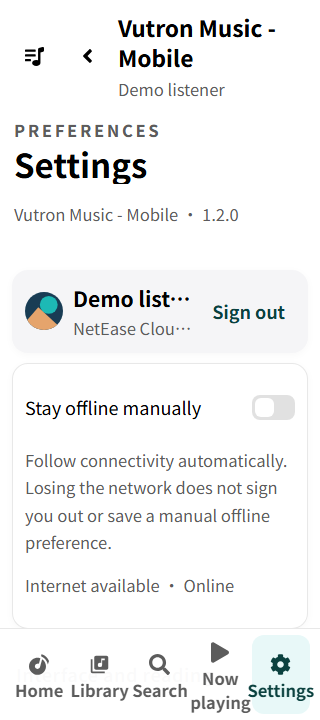 Vutron Music -
Mobile
Demo listener
PREFERENCES
Settings
Vutron Music - Mobile • 1.2.0
Demo list···
NetEase Clou···
Sign out
Stay offline manually
Follow connectivity automatically.
Losing the network does not sign
you out or save a manual offline
preference.
Internet available • Online
Home
Library
Search
Now
playing
Settings